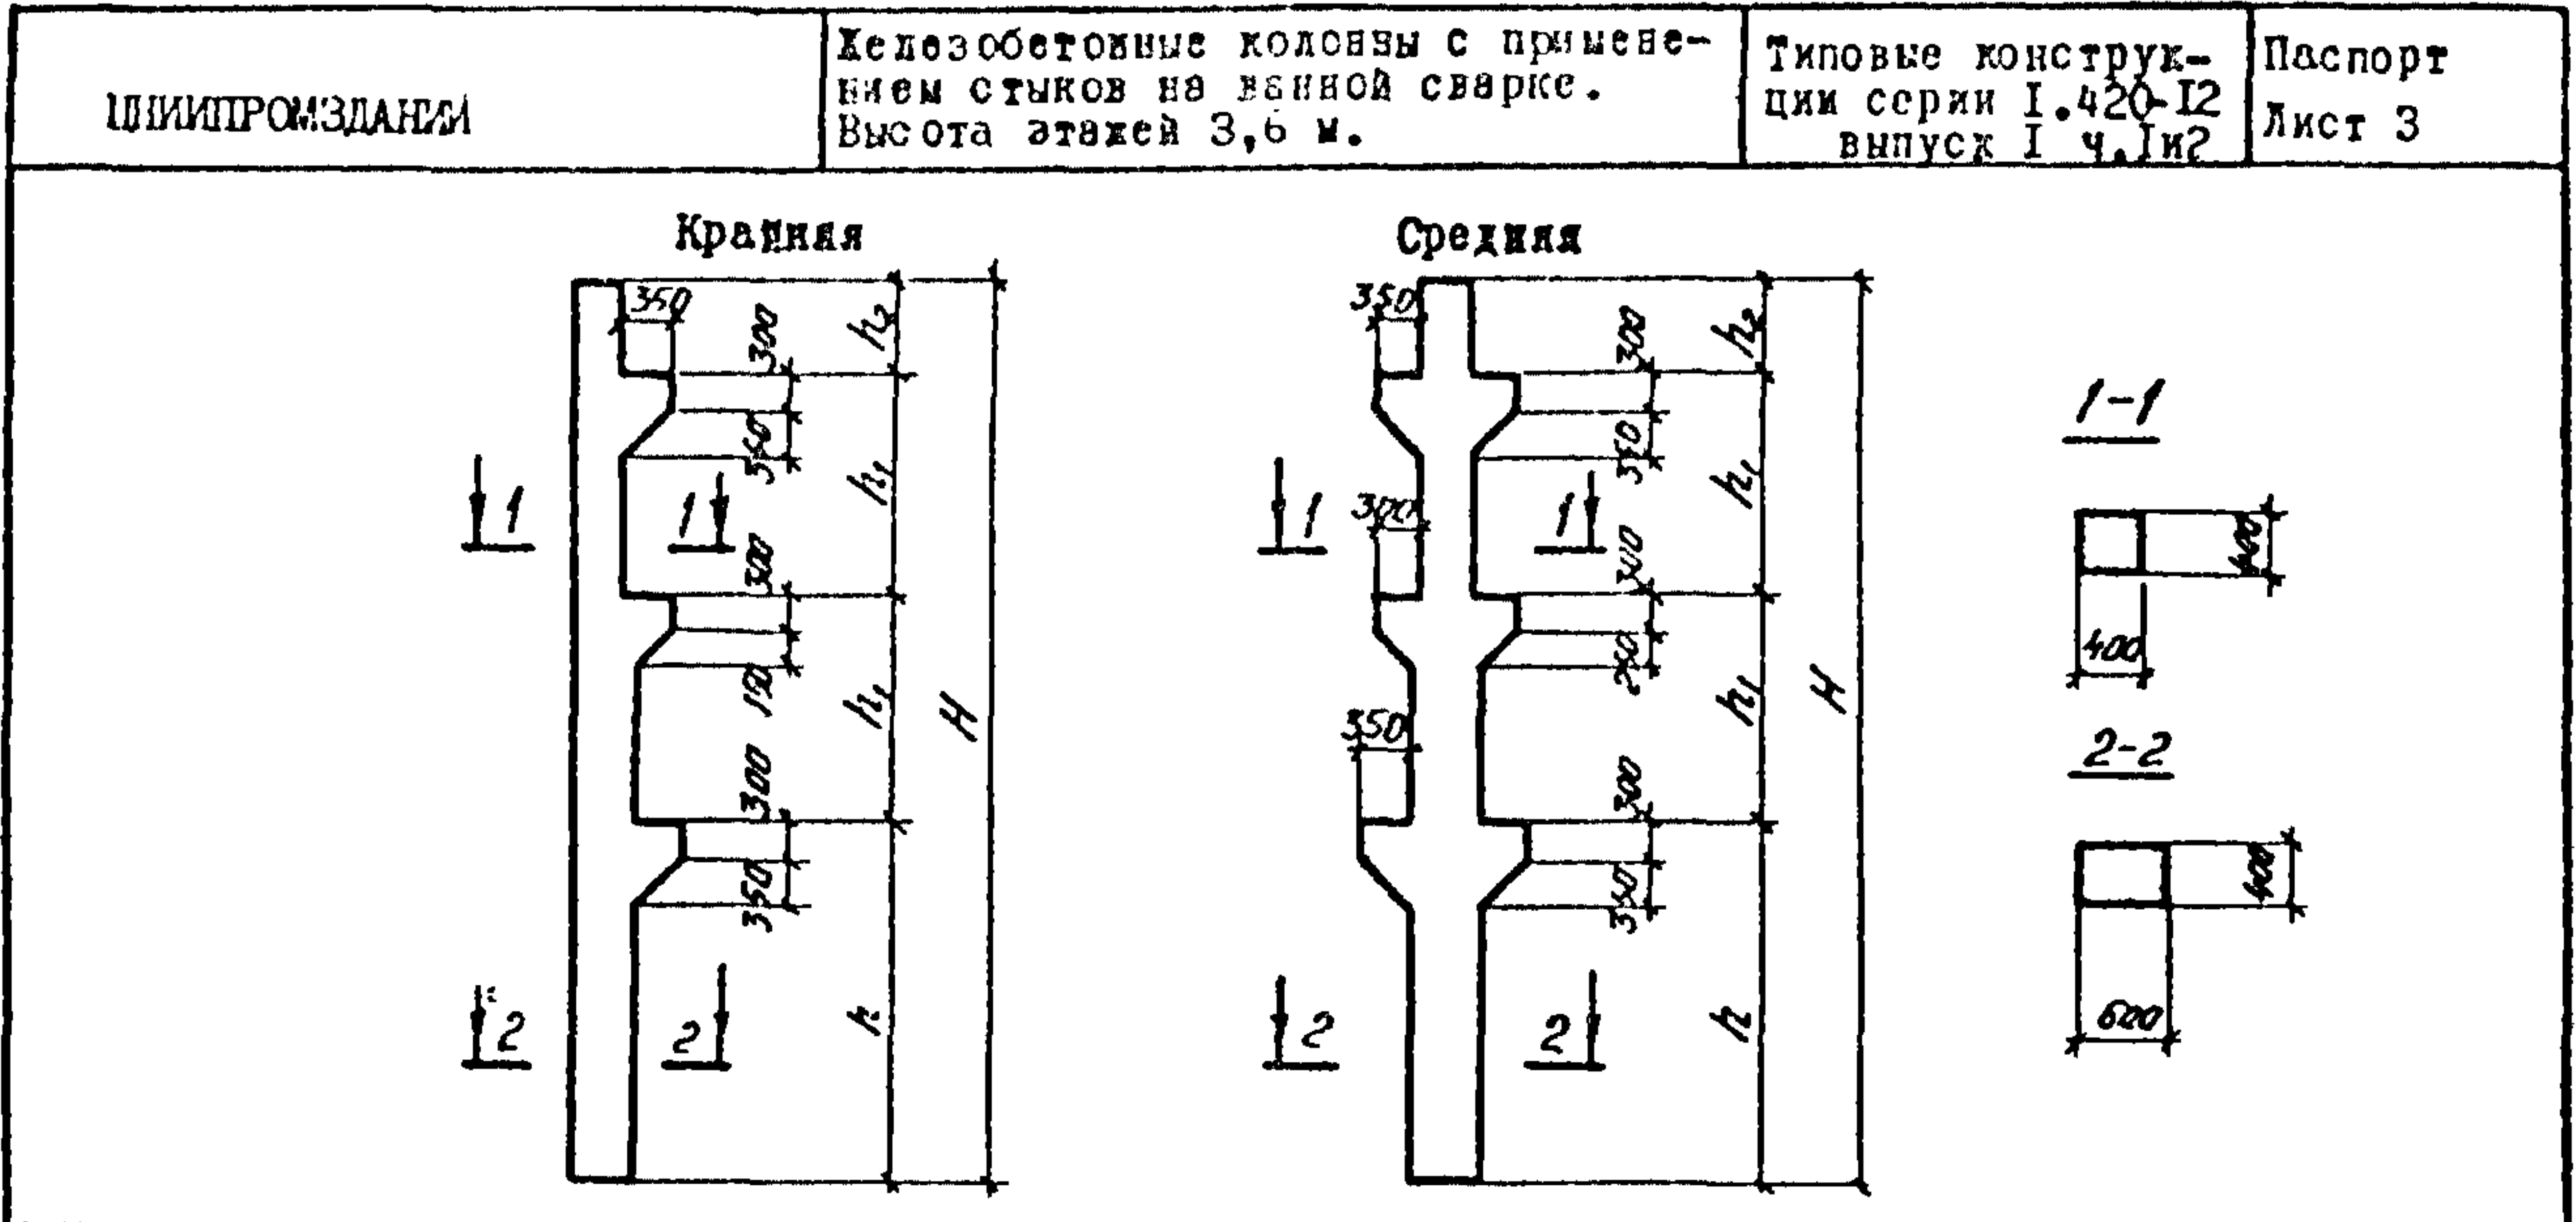 ЦНИИПРОМЗДАНИЙ
Железобетонные колонны с примене-
нием стыков на ванной сварке.
Высота этажей 3,6 м.
Типовые конструк-
ции серии I.420-I2
выпуск I ч.Iи2
Паспорт
Лист 3
Крайняя
350
300
350
h₂
h₁
1
1
300
150
h₁
H
300
350
h
2
2
Средняя
350
300
350
h₂
h₁
1
300
1
300
250
h₁
H
350
300
350
h
2
2
1-1
400
400
2-2
400
600